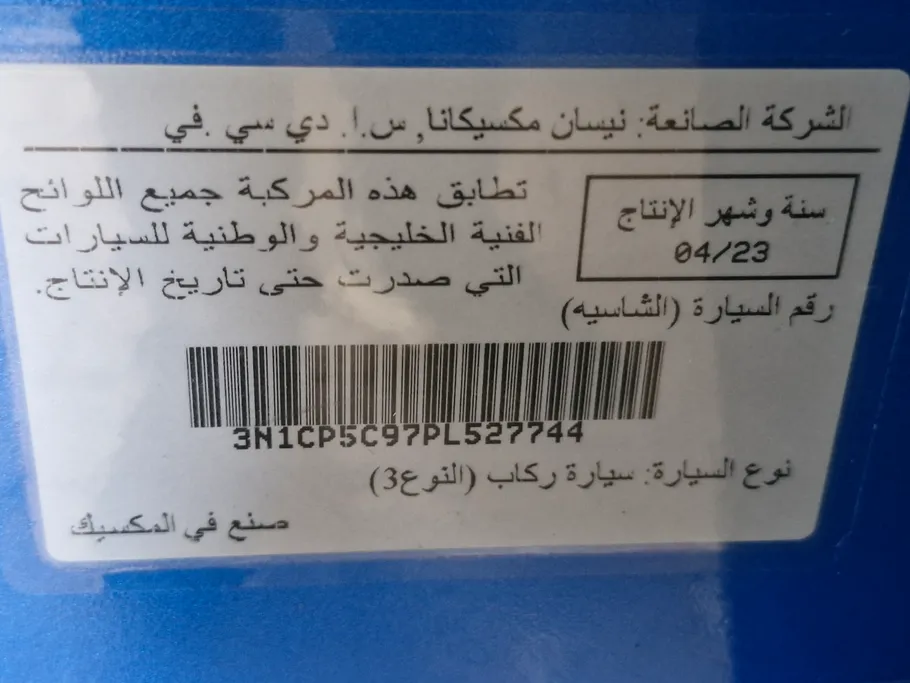 الشركة الصانعة: نيسان مكسيكانا, س.ا. دي سي .في
سنة وشهر الإنتاج
04/23
تطابق هذه المركبة جميع اللوائح
الفنية الخليجية والوطنية للسيارات
التي صدرت حتى تاريخ الإنتاج.
رقم السيارة (الشاسيه)
3N1CP5C97PL527744
نوع السيارة: سيارة ركاب (النوع3)
صنع في المكسيك